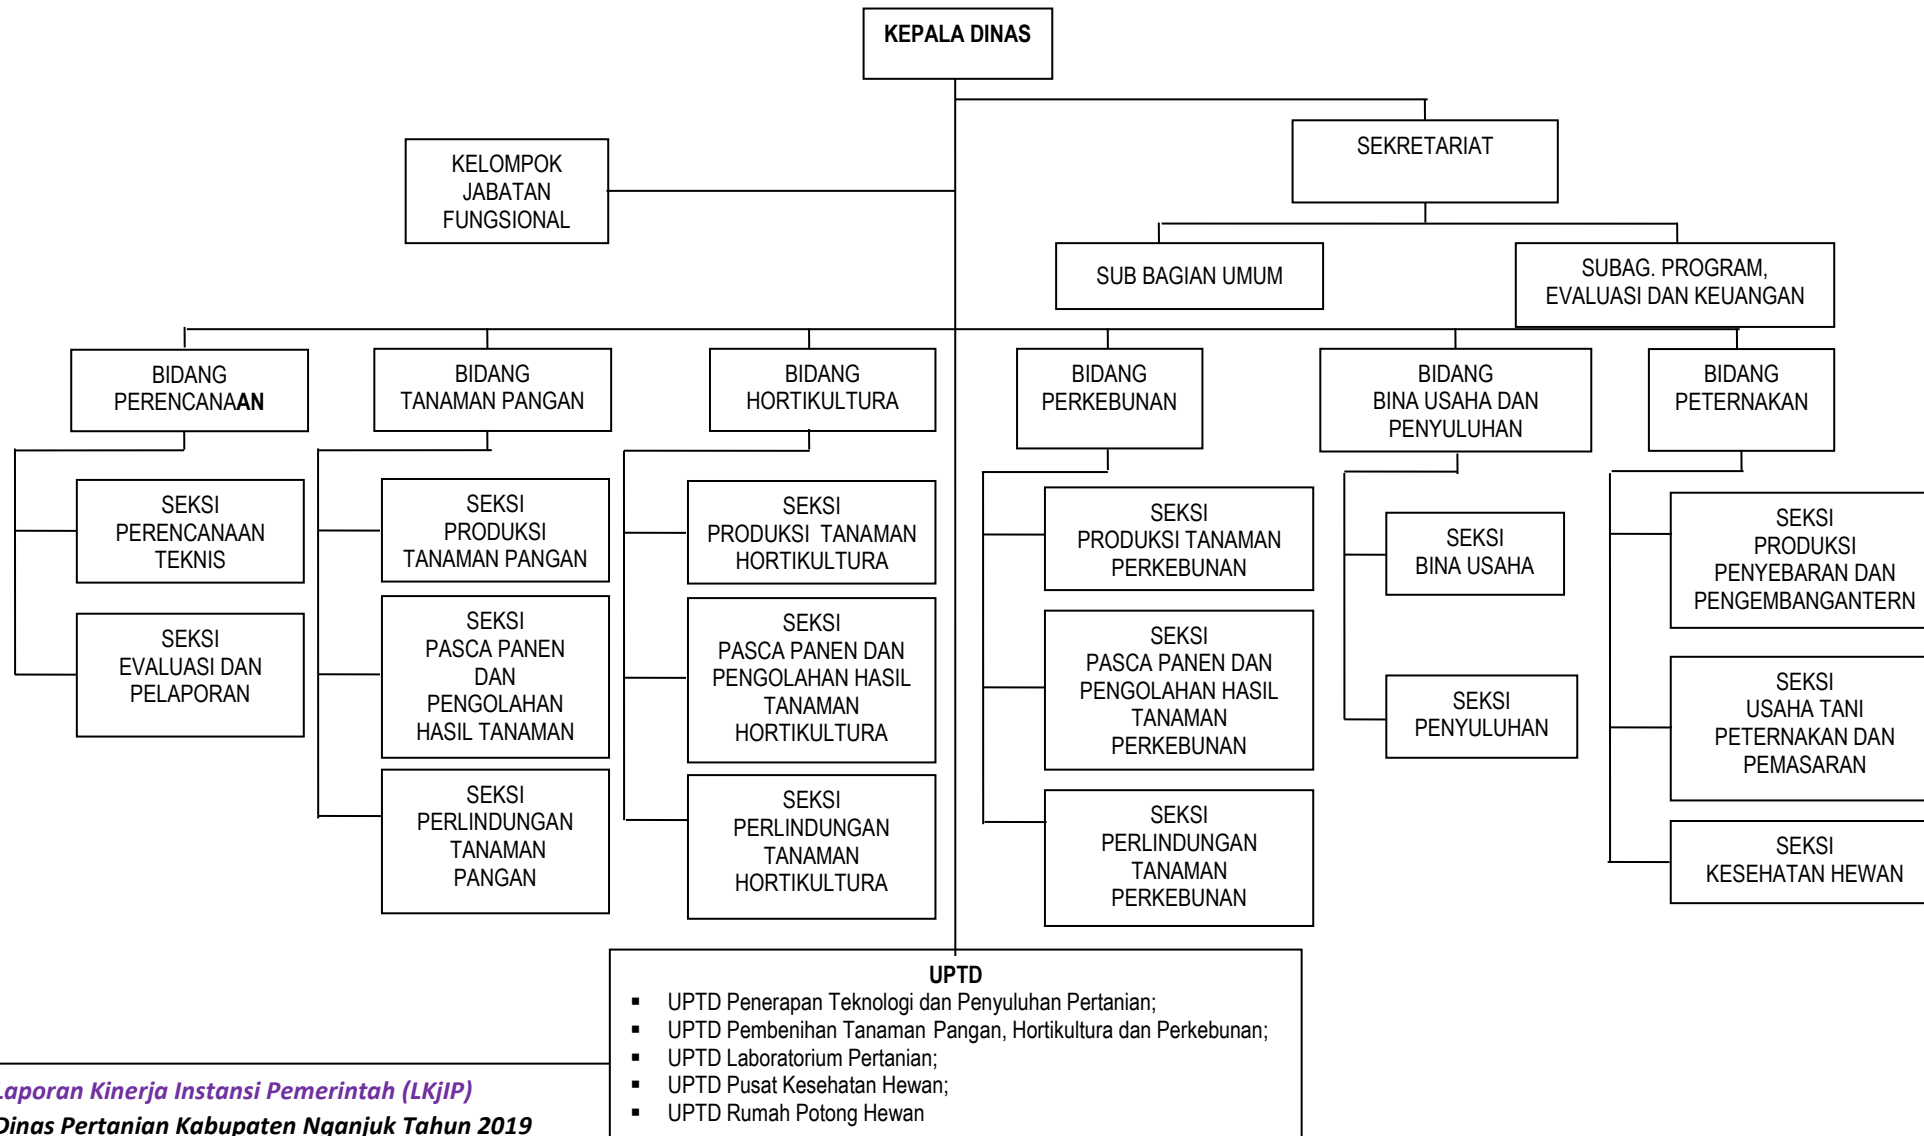 KEPALA DINAS
SEKRETARIAT
KELOMPOK
JABATAN
FUNGSIONAL
SUB BAGIAN UMUM
SUBAG. PROGRAM,
EVALUASI DAN KEUANGAN
BIDANG
PERENCANAAN
BIDANG
TANAMAN PANGAN
BIDANG
HORTIKULTURA
BIDANG
PERKEBUNAN
BIDANG
BINA USAHA DAN
PENYULUHAN
BIDANG
PETERNAKAN
SEKSI
PERENCANAAN
TEKNIS
SEKSI
EVALUASI DAN
PELAPORAN
SEKSI
PRODUKSI
TANAMAN PANGAN
SEKSI
PASCA PANEN
DAN
PENGOLAHAN
HASIL TANAMAN
SEKSI
PERLINDUNGAN
TANAMAN
PANGAN
SEKSI
PRODUKSI TANAMAN
HORTIKULTURA
SEKSI
PASCA PANEN DAN
PENGOLAHAN HASIL
TANAMAN
HORTIKULTURA
SEKSI
PERLINDUNGAN
TANAMAN
HORTIKULTURA
SEKSI
PRODUKSI TANAMAN
PERKEBUNAN
SEKSI
PASCA PANEN DAN
PENGOLAHAN HASIL
TANAMAN
PERKEBUNAN
SEKSI
PERLINDUNGAN
TANAMAN
PERKEBUNAN
SEKSI
BINA USAHA
SEKSI
PENYULUHAN
SEKSI
PRODUKSI
PENYEBARAN DAN
PENGEMBANGANTERN
SEKSI
USAHA TANI
PETERNAKAN DAN
PEMASARAN
SEKSI
KESEHATAN HEWAN
UPTD
▪ UPTD Penerapan Teknologi dan Penyuluhan Pertanian;
▪ UPTD Pembenihan Tanaman Pangan, Hortikultura dan Perkebunan;
▪ UPTD Laboratorium Pertanian;
▪ UPTD Pusat Kesehatan Hewan;
▪ UPTD Rumah Potong Hewan
Laporan Kinerja Instansi Pemerintah (LKjIP)
Dinas Pertanian Kabupaten Nganjuk Tahun 2019